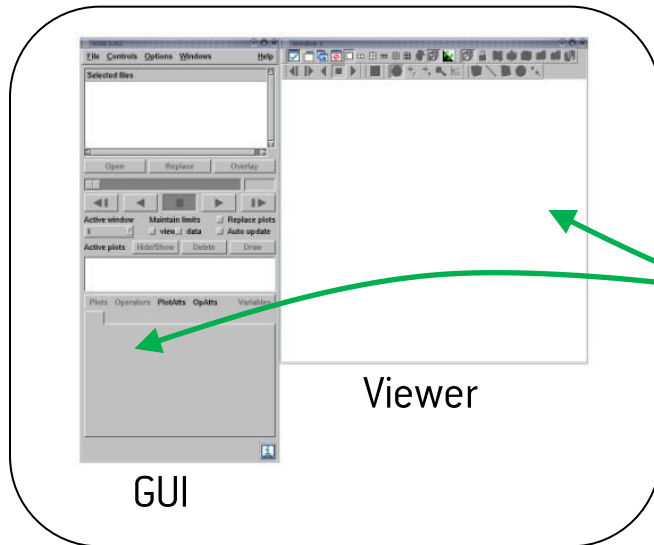 File Controls Options Windows Help
Selected files
Open Replace Overlay
Active window Maintain limits Replace plots
1 view data Auto update
Active plots Hide/Show Delete Draw
Plots Operators PlotAtts OpAtts Variables
Viewer
GUI